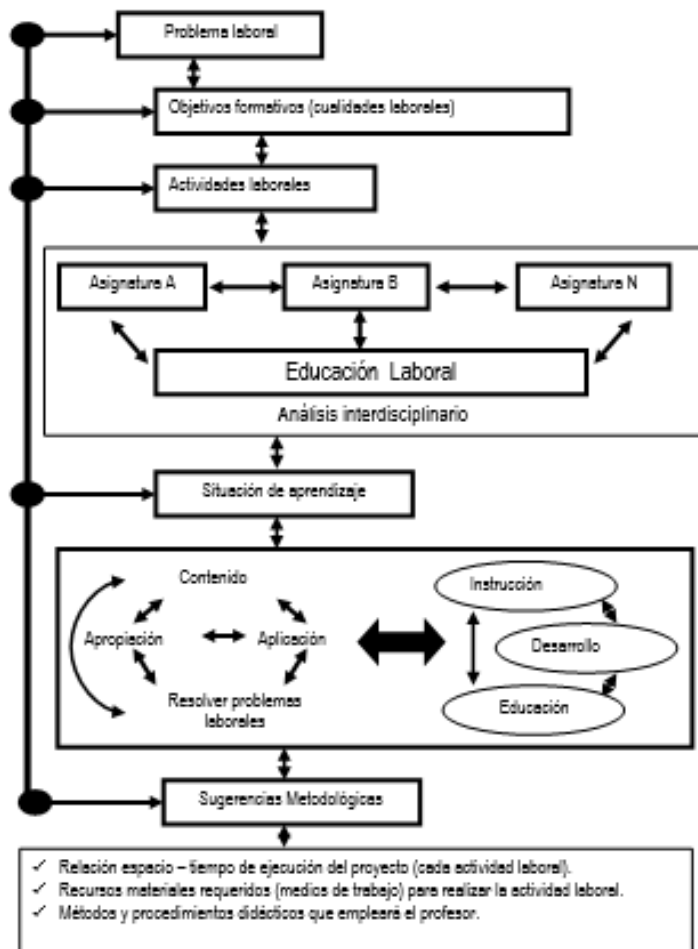 Problema laboral
Objetivos formativos (cualidades laborales)
Actividades laborales
Asignatura A
Asignatura B
Asignatura N
Educación Laboral
Análisis interdisciplinario
Situación de aprendizaje
Contenido
Apropiación
Aplicación
Resolver problemas
laborales
Instrucción
Desarrollo
Educación
Sugerencias Metodológicas
✓ Relación espacio – tiempo de ejecución del proyecto (cada actividad laboral).
✓ Recursos materiales requeridos (medios de trabajo) para realizar la actividad laboral.
✓ Métodos y procedimientos didácticos que empleará el profesor.